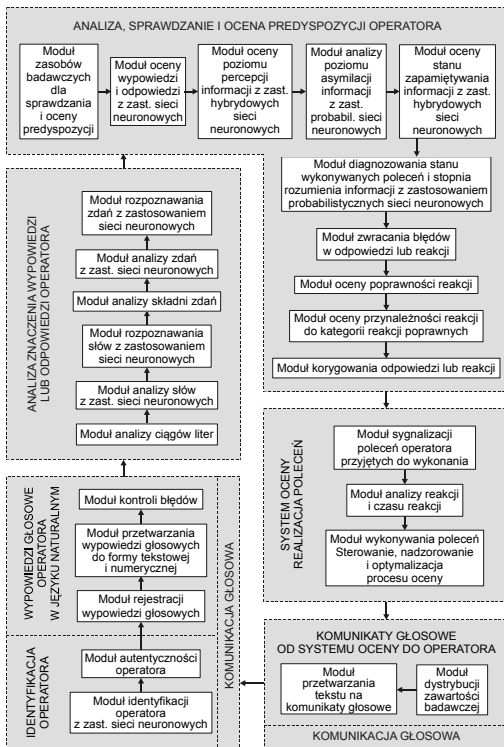 ANALIZA, SPRAWDZANIE I OCENA PREDYSPOZYCJI OPERATORA
Moduł
zasobów
badawczych
dla
sprawdzania
i oceny
predyspozycji
Moduł oceny
wypowiedzi
i odpowiedzi
z zast. sieci
neuronowych
Moduł oceny
poziomu
percepcji
informacji z zast.
hybrydowych
sieci
neuronowych
Moduł analizy
poziomu
asymilacji
informacji
z zast.
probabil. sieci
neuronowych
Moduł oceny
stanu
zapamiętywania
informacji z zast.
hybrydowych
sieci
neuronowych
Moduł diagnozowania stanu
wykonywanych poleceń i stopnia
rozumienia informacji z zastosowaniem
probabilistycznych sieci neuronowych
Moduł zwracania błędów
w odpowiedzi lub reakcji
Moduł oceny poprawności reakcji
Moduł oceny przynależności reakcji
do kategorii reakcji poprawnych
Moduł korygowania odpowiedzi lub reakcji
ANALIZA ZNACZENIA WYPOWIEDZI
LUB ODPOWIEDZI OPERATORA
Moduł rozpoznawania
zdań z zastosowaniem
sieci neuronowych
Moduł analizy zdań
z zast. sieci neuronowych
Moduł analizy składni zdań
Moduł rozpoznawania
słów z zastosowaniem
sieci neuronowych
Moduł analizy słów
z zast. sieci neuronowych
Moduł analizy ciągów liter
SYSTEM OCENY
REALIZACJA POLECEŃ
Moduł sygnalizacji
poleceń operatora
przyjętych do wykonania
Moduł analizy reakcji
i czasu reakcji
Moduł wykonywania poleceń
Sterowanie, nadzorowanie
i optymalizacja
procesu oceny
WYPOWIEDZI GŁOSOWE
OPERATORA
W JĘZYKU NATURALNYM
Moduł kontroli błędów
Moduł przetwarzania
wypowiedzi głosowych
do formy tekstowej
i numerycznej
Moduł rejestracji
wypowiedzi głosowych
KOMUNIKACJA GŁOSOWA
IDENTYFIKACJA
OPERATORA
Moduł autentyczności
operatora
Moduł identyfikacji
operatora
z zast. sieci neuronowych
KOMUNIKATY GŁOSOWE
OD SYSTEMU OCENY DO OPERATORA
Moduł
przetwarzania
tekstu na
komunikaty głosowe
Moduł
dystrybucji
zawartości
badawczej
KOMUNIKACJA GŁOSOWA